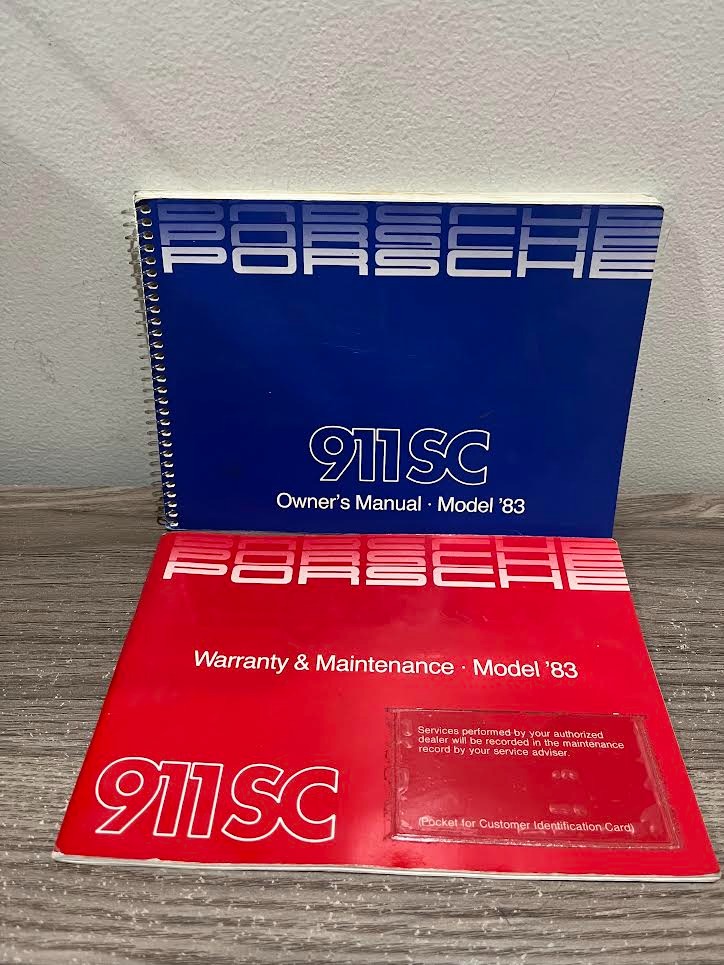 PORSCHE
PORSCHE
PORSCHE
911SC
Owner's Manual · Model '83
PORSCHE
PORSCHE
PORSCHE
Warranty & Maintenance · Model '83
Services performed by your authorized
dealer will be recorded in the maintenance
record by your service adviser.
911SC
(Pocket for Customer Identification Card)